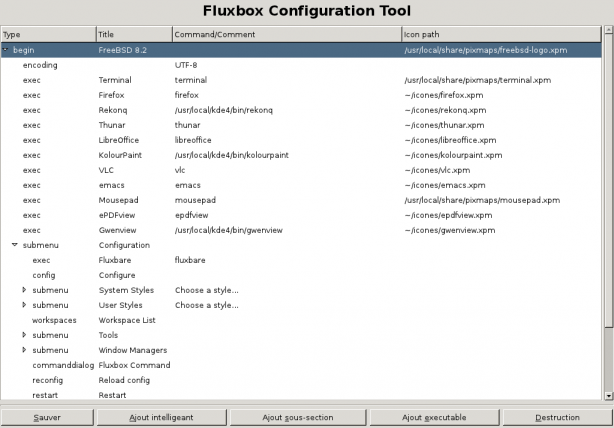 Fluxbox Configuration Tool
Type Title Command/Comment Icon path
begin FreeBSD 8.2 /usr/local/share/pixmaps/freebsd-logo.xpm
encoding UTF-8
exec Terminal terminal /usr/local/share/pixmaps/terminal.xpm
exec Firefox firefox ~/icones/firefox.xpm
exec Rekonq /usr/local/kde4/bin/rekonq ~/icones/rekonq.xpm
exec Thunar thunar ~/icones/thunar.xpm
exec LibreOffice libreoffice ~/icones/libreoffice.xpm
exec KolourPaint /usr/local/kde4/bin/kolourpaint ~/icones/kolourpaint.xpm
exec VLC vlc ~/icones/vlc.xpm
exec emacs emacs ~/icones/emacs.xpm
exec Mousepad mousepad /usr/local/share/pixmaps/mousepad.xpm
exec ePDFview epdfview ~/icones/epdfview.xpm
exec Gwenview /usr/local/kde4/bin/gwenview ~/icones/gwenview.xpm
submenu Configuration
exec Fluxbare fluxbare
config Configure
submenu System Styles Choose a style...
submenu User Styles Choose a style...
workspaces Workspace List
submenu Tools
submenu Window Managers
commanddialog Fluxbox Command
reconfig Reload config
restart Restart
Sauver Ajout intelligeant Ajout sous-section Ajout executable Destruction